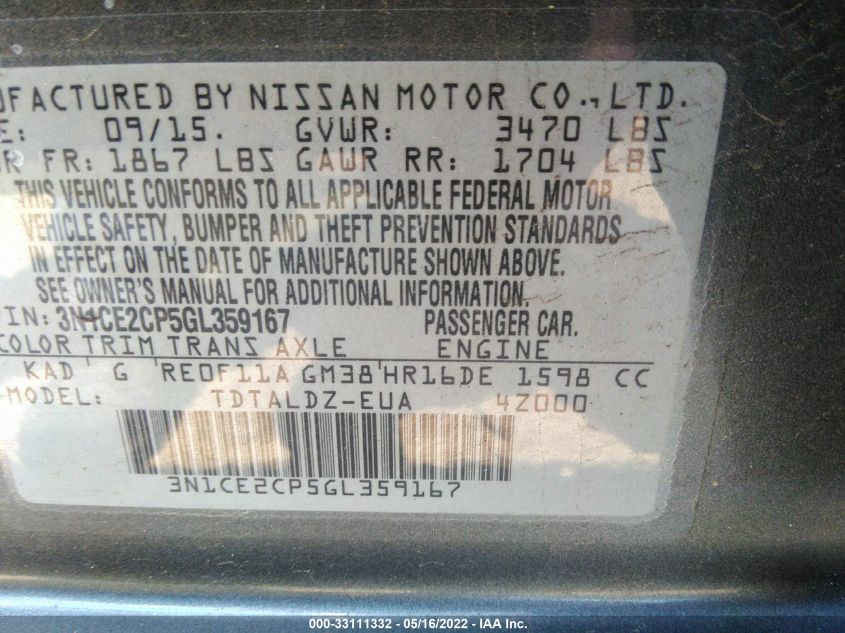 UFACTURED BY NISSAN MOTOR CO., LTD.
E: 09/15. GVWR: 3470 LBS
R FR: 1867 LBS GAWR RR: 1704 LBS
THIS VEHICLE CONFORMS TO ALL APPLICABLE FEDERAL MOTOR
VEHICLE SAFETY, BUMPER AND THEFT PREVENTION STANDARDS
IN EFFECT ON THE DATE OF MANUFACTURE SHOWN ABOVE.
SEE OWNER'S MANUAL FOR ADDITIONAL INFORMATION.
VIN: 3N1CE2CP5GL359167 PASSENGER CAR.
COLOR TRIM TRANS AXLE ENGINE
KAD ' G ' RE0F11A GM38 ' HR16DE 1598 CC
MODEL: TDTALDZ-EUA 4Z000
3N1CE2CP5GL359167
000-33111332 - 05/16/2022 - IAA Inc.